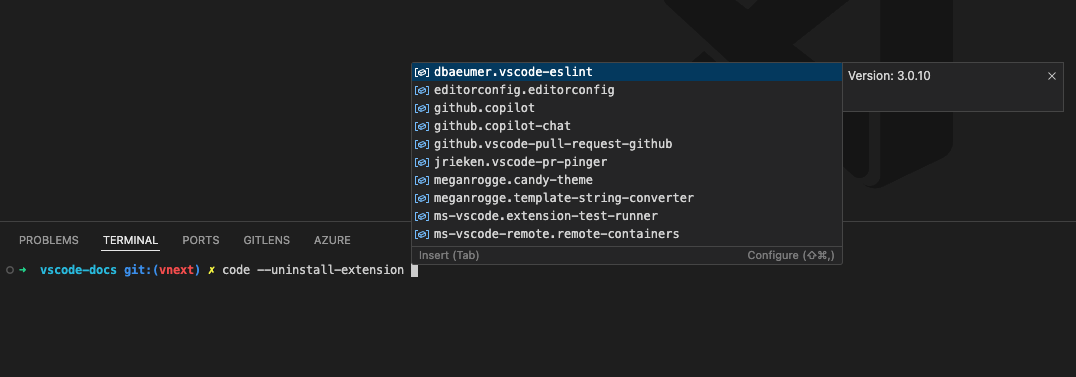 dbaeumer.vscode-eslint
Version: 3.0.10
editorconfig.editorconfig
github.copilot
github.copilot-chat
github.vscode-pull-request-github
jrieken.vscode-pr-pinger
meganrogge.candy-theme
meganrogge.template-string-converter
ms-vscode.extension-test-runner
ms-vscode-remote.remote-containers
Insert (Tab) Configure (⇧⌘,)
PROBLEMS TERMINAL PORTS GITLENS AZURE
➜ vscode-docs git:(vnext) ✗ code --uninstall-extension